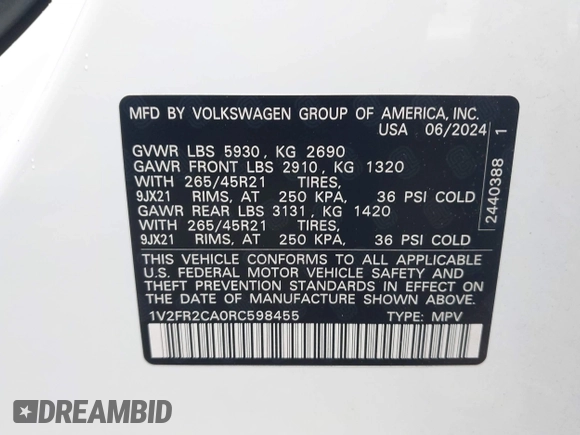 MFD BY VOLKSWAGEN GROUP OF AMERICA, INC.
USA 06/2024
GVWR LBS 5930, KG 2690
GAWR FRONT LBS 2910, KG 1320
WITH 265/45R21 TIRES,
9JX21 RIMS, AT 250 KPA, 36 PSI COLD
GAWR REAR LBS 3131, KG 1420
WITH 265/45R21 TIRES,
9JX21 RIMS, AT 250 KPA, 36 PSI COLD
THIS VEHICLE CONFORMS TO ALL APPLICABLE
U.S. FEDERAL MOTOR VEHICLE SAFETY AND
THEFT PREVENTION STANDARDS IN EFFECT ON
THE DATE OF MANUFACTURE SHOWN ABOVE.
1V2FR2CA0RC598455 TYPE: MPV
2440388 1
DREAMBID